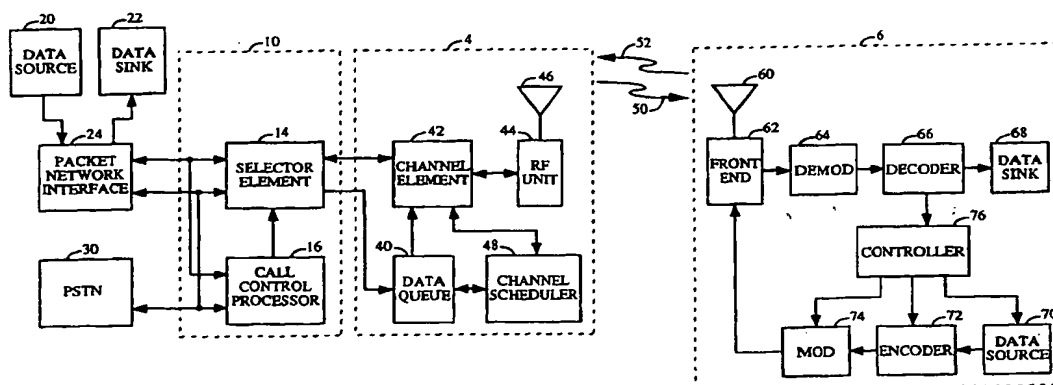 20
DATA
SOURCE
22
DATA
SINK
24
PACKET
NETWORK
INTERFACE
30
PSTN
10
14
SELECTOR
ELEMENT
16
CALL
CONTROL
PROCESSOR
4
42
CHANNEL
ELEMENT
44
RF
UNIT
46
40
DATA
QUEUE
48
CHANNEL
SCHEDULER
52
50
6
60
62
FRONT
END
64
DEMOD
66
DECODER
68
DATA
SINK
76
CONTROLLER
74
MOD
72
ENCODER
70
DATA
SOURCE